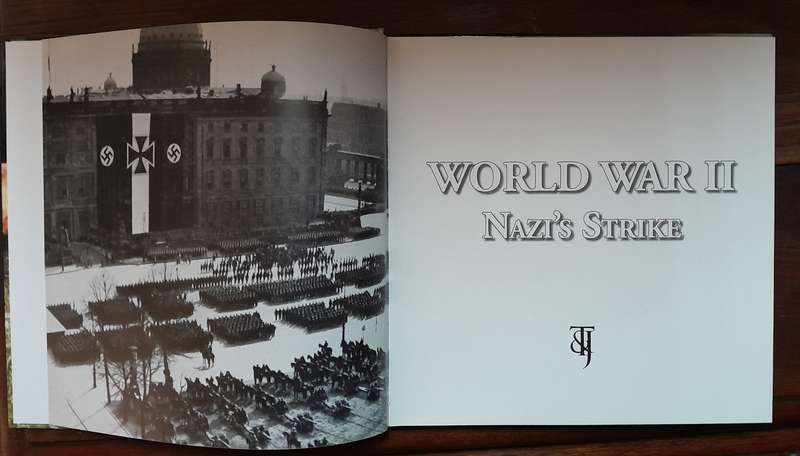 WORLD WAR II
NAZI'S STRIKE
T&J